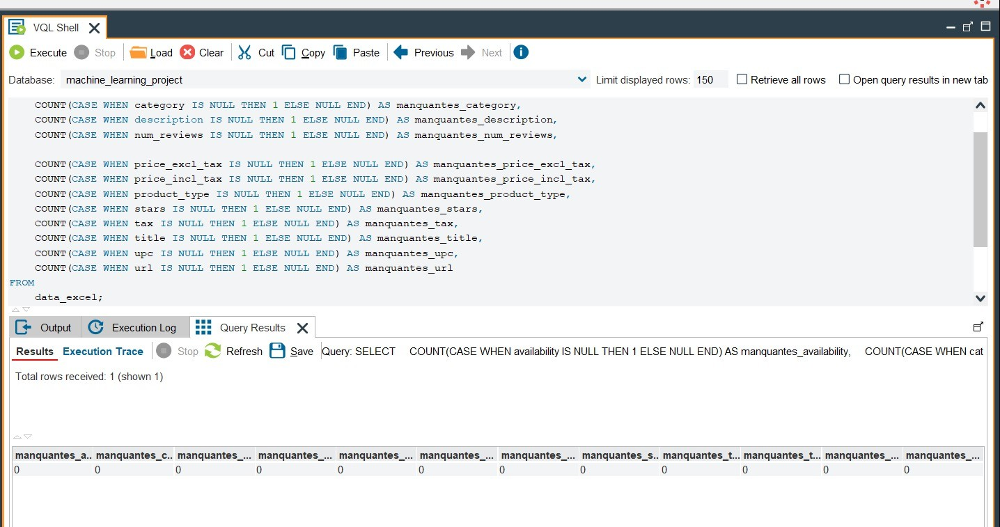 VQL Shell
Execute Stop Load Clear Cut Copy Paste Previous Next
Database: machine_learning_project Limit displayed rows: 150 Retrieve all rows Open query results in new tab
COUNT(CASE WHEN category IS NULL THEN 1 ELSE NULL END) AS manquantes_category,
COUNT(CASE WHEN description IS NULL THEN 1 ELSE NULL END) AS manquantes_description,
COUNT(CASE WHEN num_reviews IS NULL THEN 1 ELSE NULL END) AS manquantes_num_reviews,
COUNT(CASE WHEN price_excl_tax IS NULL THEN 1 ELSE NULL END) AS manquantes_price_excl_tax,
COUNT(CASE WHEN price_incl_tax IS NULL THEN 1 ELSE NULL END) AS manquantes_price_incl_tax,
COUNT(CASE WHEN product_type IS NULL THEN 1 ELSE NULL END) AS manquantes_product_type,
COUNT(CASE WHEN stars IS NULL THEN 1 ELSE NULL END) AS manquantes_stars,
COUNT(CASE WHEN tax IS NULL THEN 1 ELSE NULL END) AS manquantes_tax,
COUNT(CASE WHEN title IS NULL THEN 1 ELSE NULL END) AS manquantes_title,
COUNT(CASE WHEN upc IS NULL THEN 1 ELSE NULL END) AS manquantes_upc,
COUNT(CASE WHEN url IS NULL THEN 1 ELSE NULL END) AS manquantes_url
FROM
data_excel;
Output Execution Log Query Results
Results Execution Trace Stop Refresh Save Query: SELECT COUNT(CASE WHEN availability IS NULL THEN 1 ELSE NULL END) AS manquantes_availability, COUNT(CASE WHEN cat
Total rows received: 1 (shown 1)
manquantes_a.. manquantes_c.. manquantes_... manquantes_... manquantes_... manquantes_... manquantes_... manquantes_s.. manquantes_t... manquantes_t... manquantes_... manquantes_...
0 0 0 0 0 0 0 0 0 0 0 0